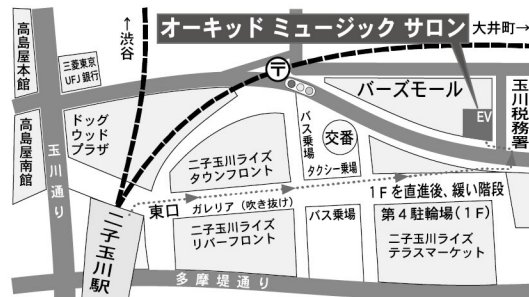 オーキッド ミュージック サロン
大井町→
←渋谷
高島屋本館
三菱東京
UFJ 銀行
〒
バーズモール
EV
玉川税務署
高島屋南館
ドッグ
ウッド
プラザ
バス乗場
交番
タクシー乗場
二子玉川ライズ
タウンフロント
玉川通り
東口
ガレリア（吹き抜け）
1Fを直進後、緩い階段
二子玉川駅
二子玉川ライズ
リバーフロント
バス乗場
第4駐輪場（1F）
二子玉川ライズ
テラスマーケット
多摩堤通り